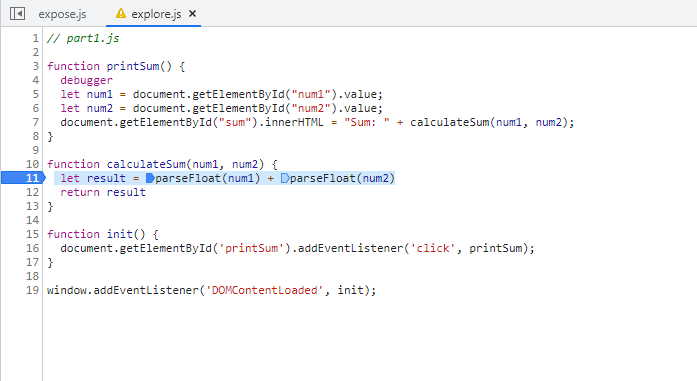 expose.js explore.js ×
1 // part1.js
2
3 function printSum() {
4   debugger
5   let num1 = document.getElementById("num1").value;
6   let num2 = document.getElementById("num2").value;
7   document.getElementById("sum").innerHTML = "Sum: " + calculateSum(num1, num2);
8 }
9
10 function calculateSum(num1, num2) {
11   let result = parseFloat(num1) + parseFloat(num2)
12   return result
13 }
14
15 function init() {
16   document.getElementById('printSum').addEventListener('click', printSum);
17 }
18
19 window.addEventListener('DOMContentLoaded', init);